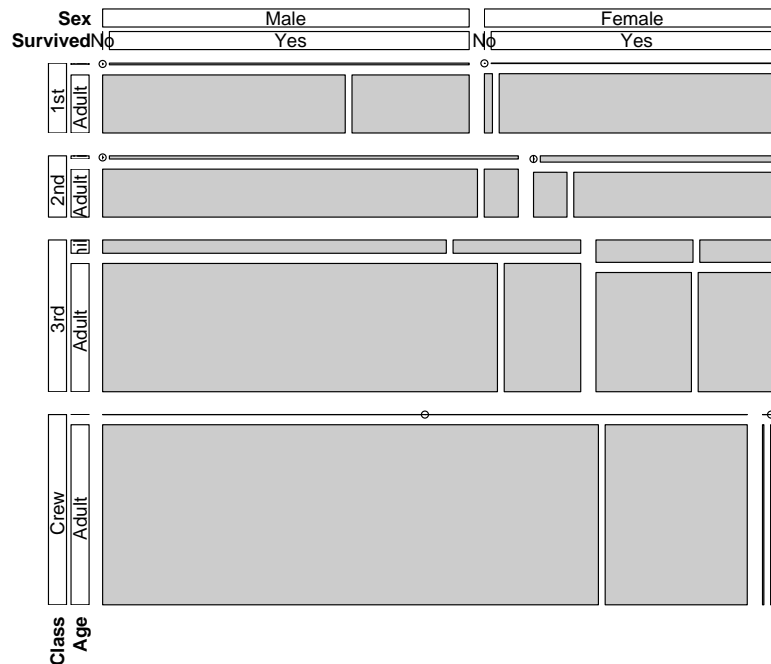 Sex Male Female
Survived No Yes No Yes
1st Adult
2nd Adult
3rd Adult
Crew Adult
Class Age